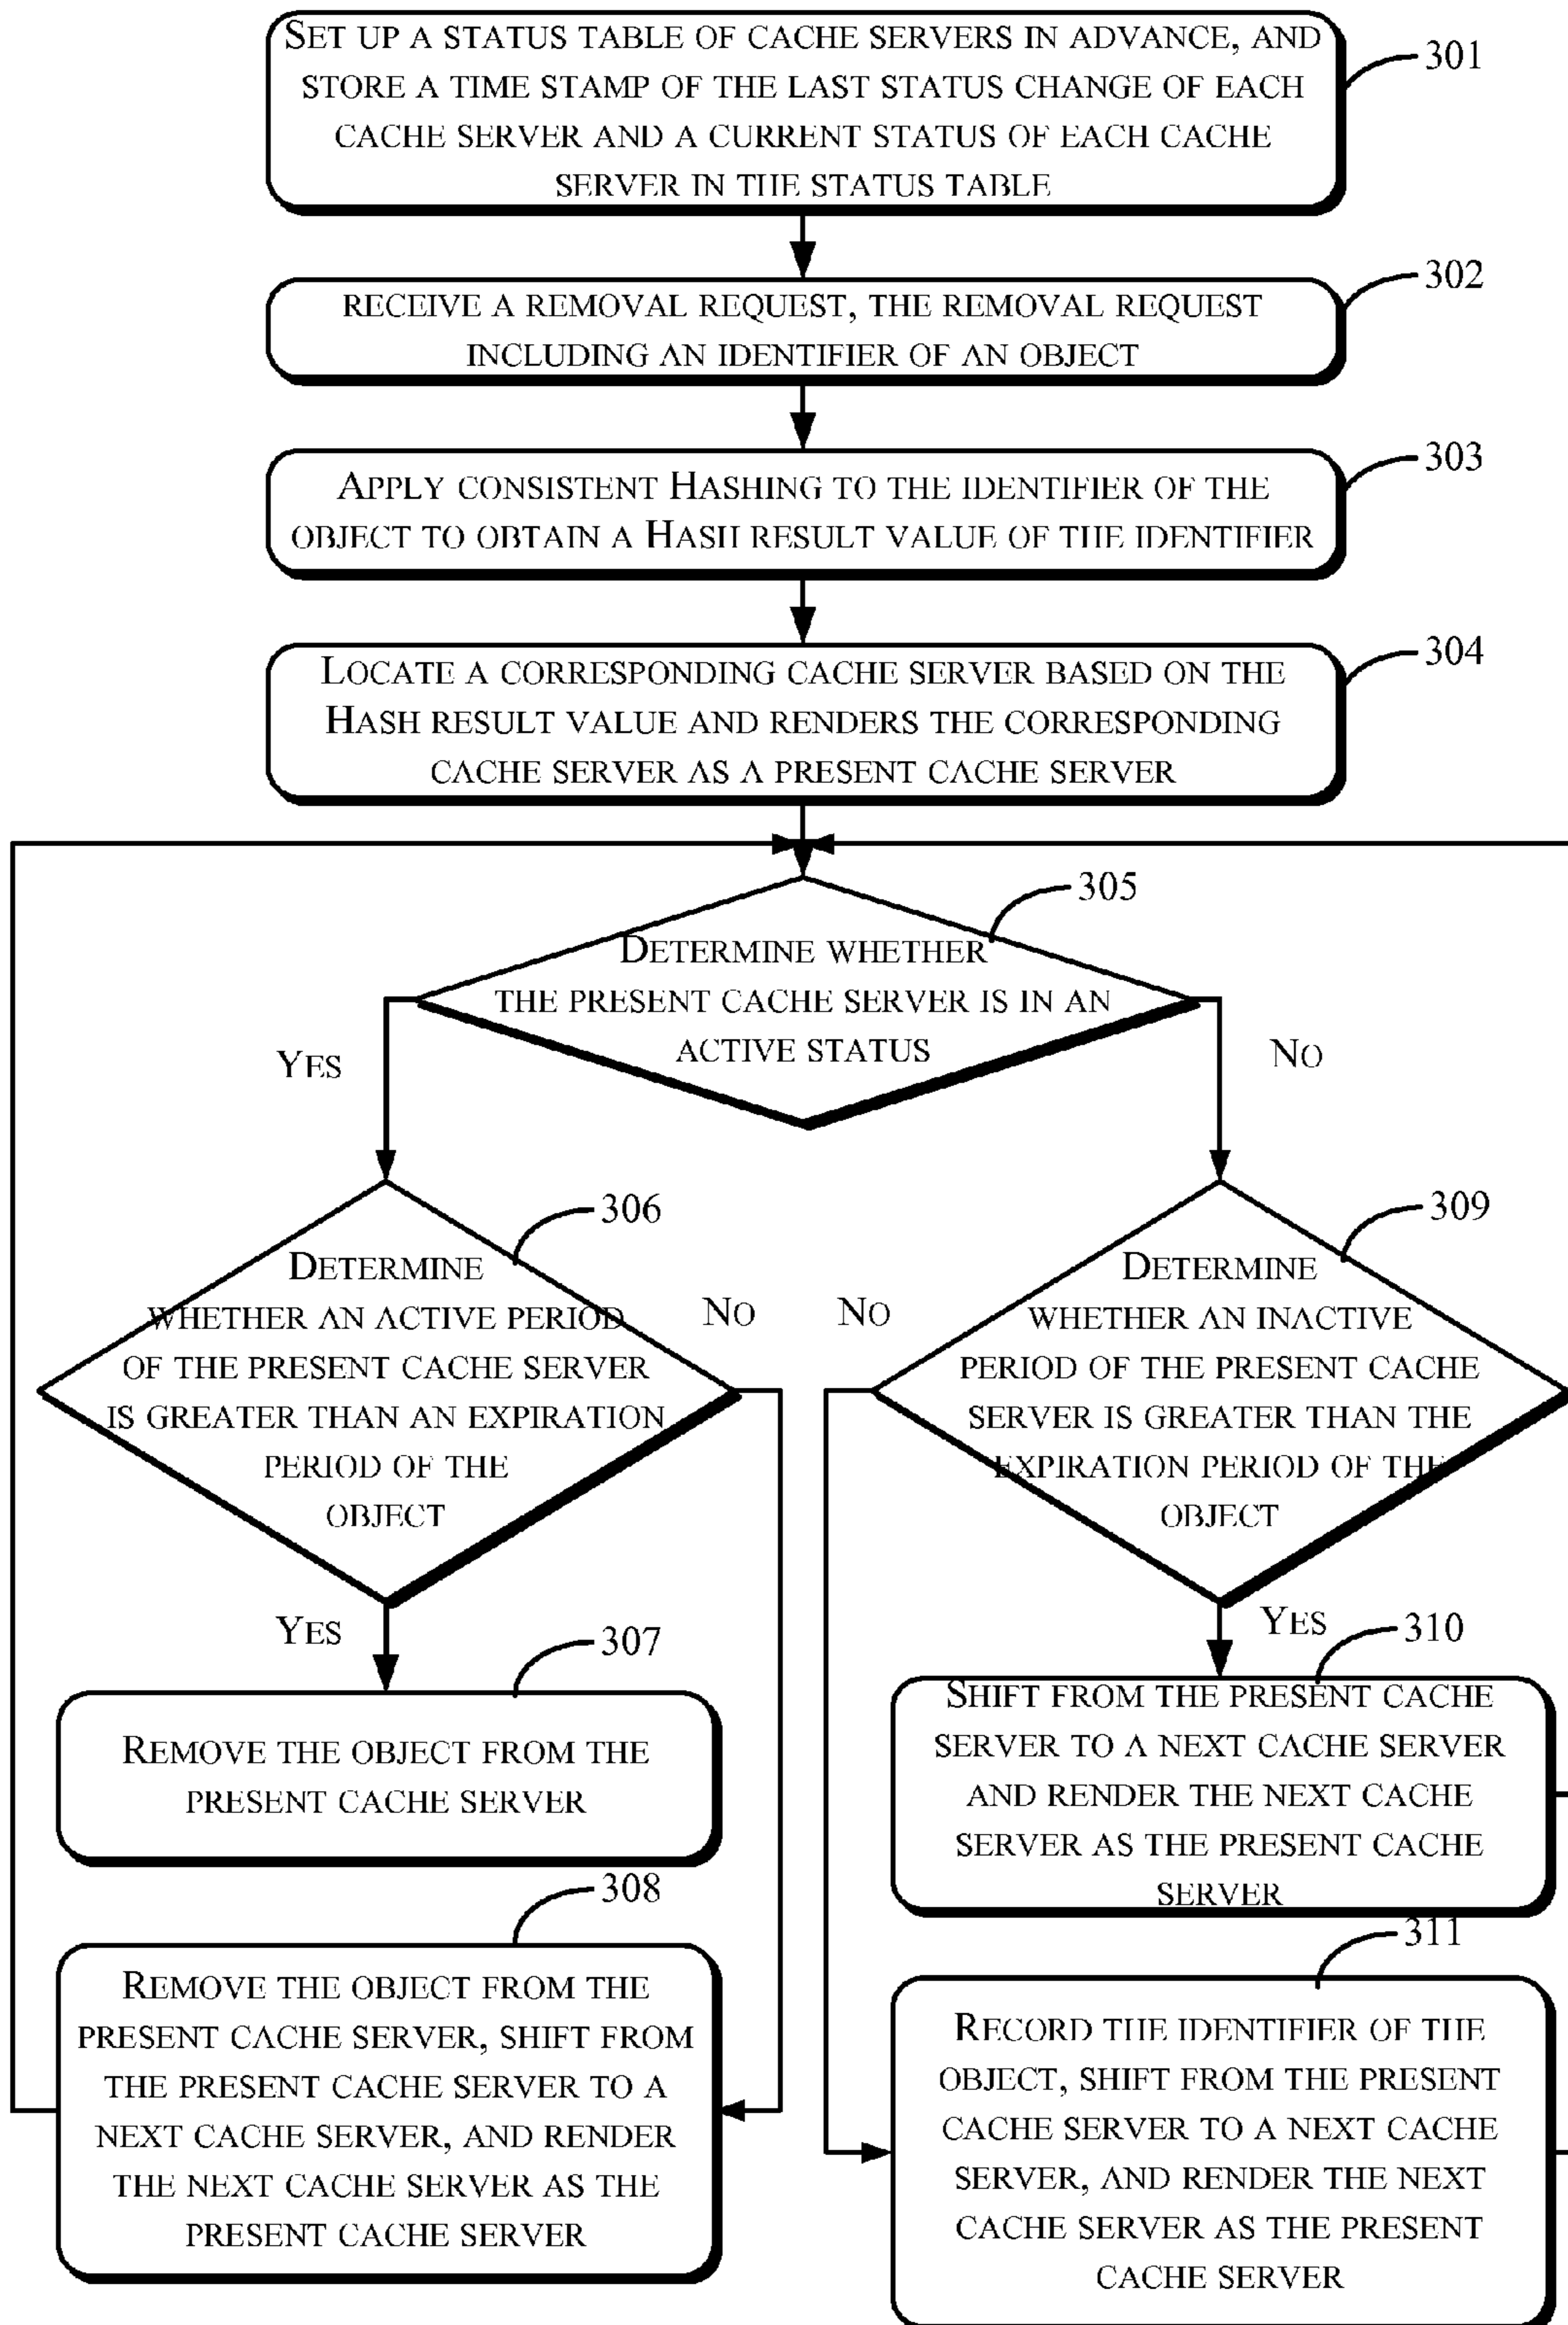 SET UP A STATUS TABLE OF CACHE SERVERS IN ADVANCE, AND
STORE A TIME STAMP OF THE LAST STATUS CHANGE OF EACH
CACHE SERVER AND A CURRENT STATUS OF EACH CACHE
SERVER IN THE STATUS TABLE
301
RECEIVE A REMOVAL REQUEST, THE REMOVAL REQUEST
INCLUDING AN IDENTIFIER OF AN OBJECT
302
APPLY CONSISTENT HASHING TO THE IDENTIFIER OF THE
OBJECT TO OBTAIN A HASH RESULT VALUE OF THE IDENTIFIER
303
LOCATE A CORRESPONDING CACHE SERVER BASED ON THE
HASH RESULT VALUE AND RENDERS THE CORRESPONDING
CACHE SERVER AS A PRESENT CACHE SERVER
304
DETERMINE WHETHER
THE PRESENT CACHE SERVER IS IN AN
ACTIVE STATUS
305
YES
NO
DETERMINE
WHETHER AN ACTIVE PERIOD
OF THE PRESENT CACHE SERVER
IS GREATER THAN AN EXPIRATION
PERIOD OF THE
OBJECT
306
NO
YES
REMOVE THE OBJECT FROM THE
PRESENT CACHE SERVER
307
REMOVE THE OBJECT FROM THE
PRESENT CACHE SERVER, SHIFT FROM
THE PRESENT CACHE SERVER TO A
NEXT CACHE SERVER, AND RENDER
THE NEXT CACHE SERVER AS THE
PRESENT CACHE SERVER
308
DETERMINE
WHETHER AN INACTIVE
PERIOD OF THE PRESENT CACHE
SERVER IS GREATER THAN THE
EXPIRATION PERIOD OF THE
OBJECT
309
NO
YES
SHIFT FROM THE PRESENT CACHE
SERVER TO A NEXT CACHE SERVER
AND RENDER THE NEXT CACHE
SERVER AS THE PRESENT CACHE
SERVER
310
RECORD THE IDENTIFIER OF THE
OBJECT, SHIFT FROM THE PRESENT
CACHE SERVER TO A NEXT CACHE
SERVER, AND RENDER THE NEXT
CACHE SERVER AS THE PRESENT
CACHE SERVER
311